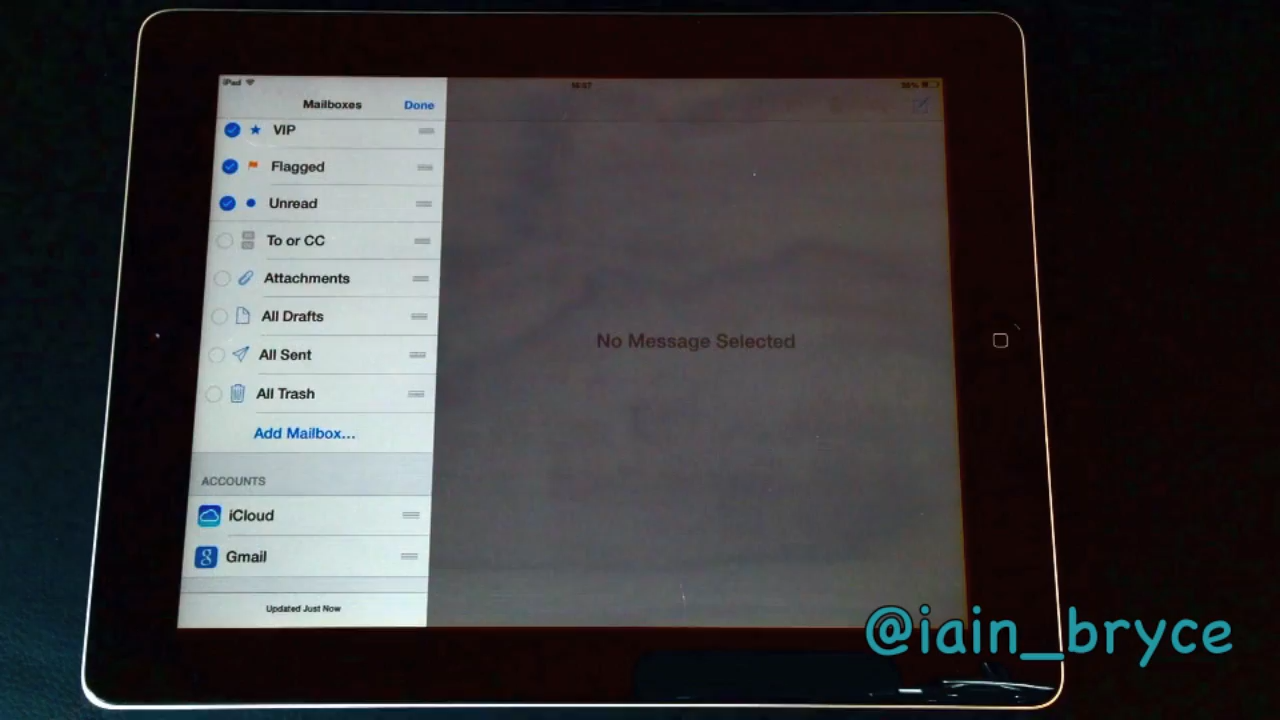 iPad
Mailboxes
Done
VIP
Flagged
Unread
To or CC
Attachments
All Drafts
All Sent
All Trash
Add Mailbox...
ACCOUNTS
iCloud
Gmail
Updated Just Now
No Message Selected
@iain_bryce